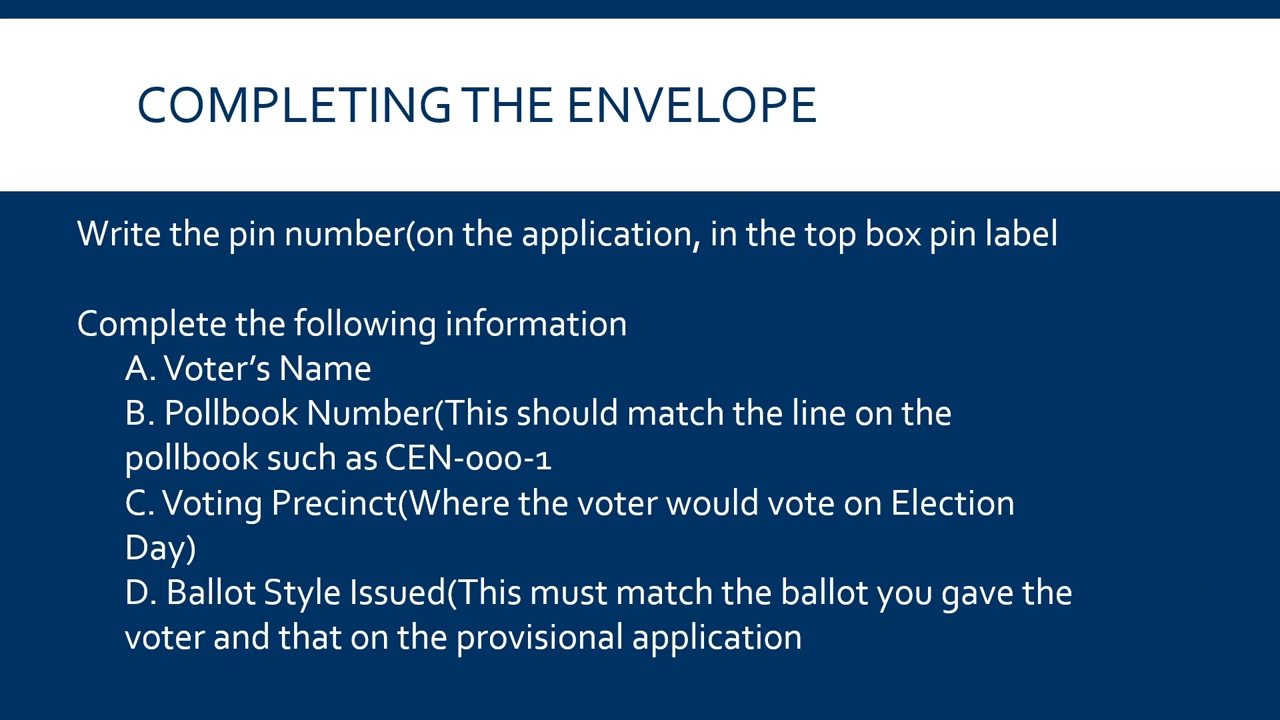 COMPLETING THE ENVELOPE
Write the pin number(on the application, in the top box pin label
Complete the following information
A. Voter’s Name
B. Pollbook Number(This should match the line on the
pollbook such as CEN-000-1
C. Voting Precinct(Where the voter would vote on Election
Day)
D. Ballot Style Issued(This must match the ballot you gave the
voter and that on the provisional application